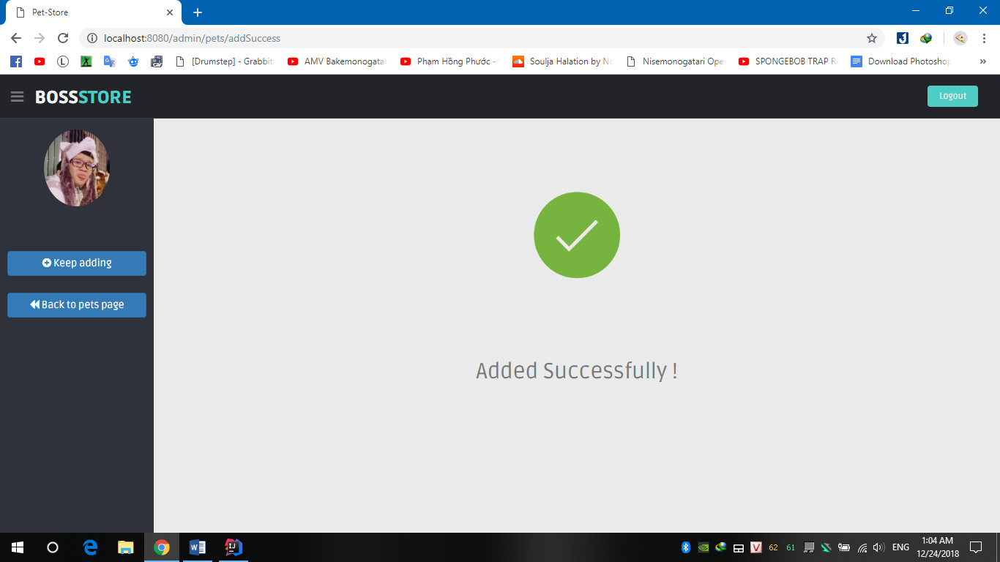 Pet-Store
localhost:8080/admin/pets/addSuccess
[Drumstep] - Grabbit
AMV Bakemonogatar
Phạm Hồng Phước -
Soulja Halation by No
Nisemonogatari Ope
SPONGEBOB TRAP R
Download Photoshop
BOSSSTORE
Logout
Keep adding
Back to pets page
Added Successfully !
62 61 ENG 1:04 AM
12/24/2018